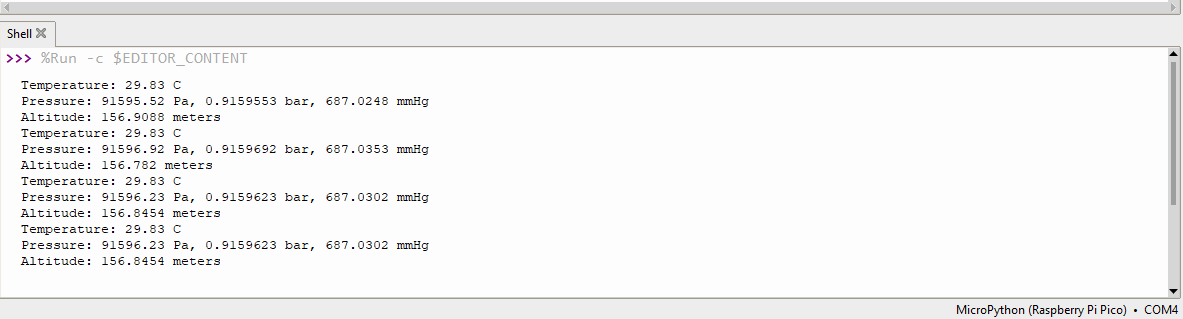 Shell
>>> %Run -c $EDITOR_CONTENT
Temperature: 29.83 C
Pressure: 91595.52 Pa, 0.9159553 bar, 687.0248 mmHg
Altitude: 156.9088 meters
Temperature: 29.83 C
Pressure: 91596.92 Pa, 0.9159692 bar, 687.0353 mmHg
Altitude: 156.782 meters
Temperature: 29.83 C
Pressure: 91596.23 Pa, 0.9159623 bar, 687.0302 mmHg
Altitude: 156.8454 meters
Temperature: 29.83 C
Pressure: 91596.23 Pa, 0.9159623 bar, 687.0302 mmHg
Altitude: 156.8454 meters
MicroPython (Raspberry Pi Pico) • COM4